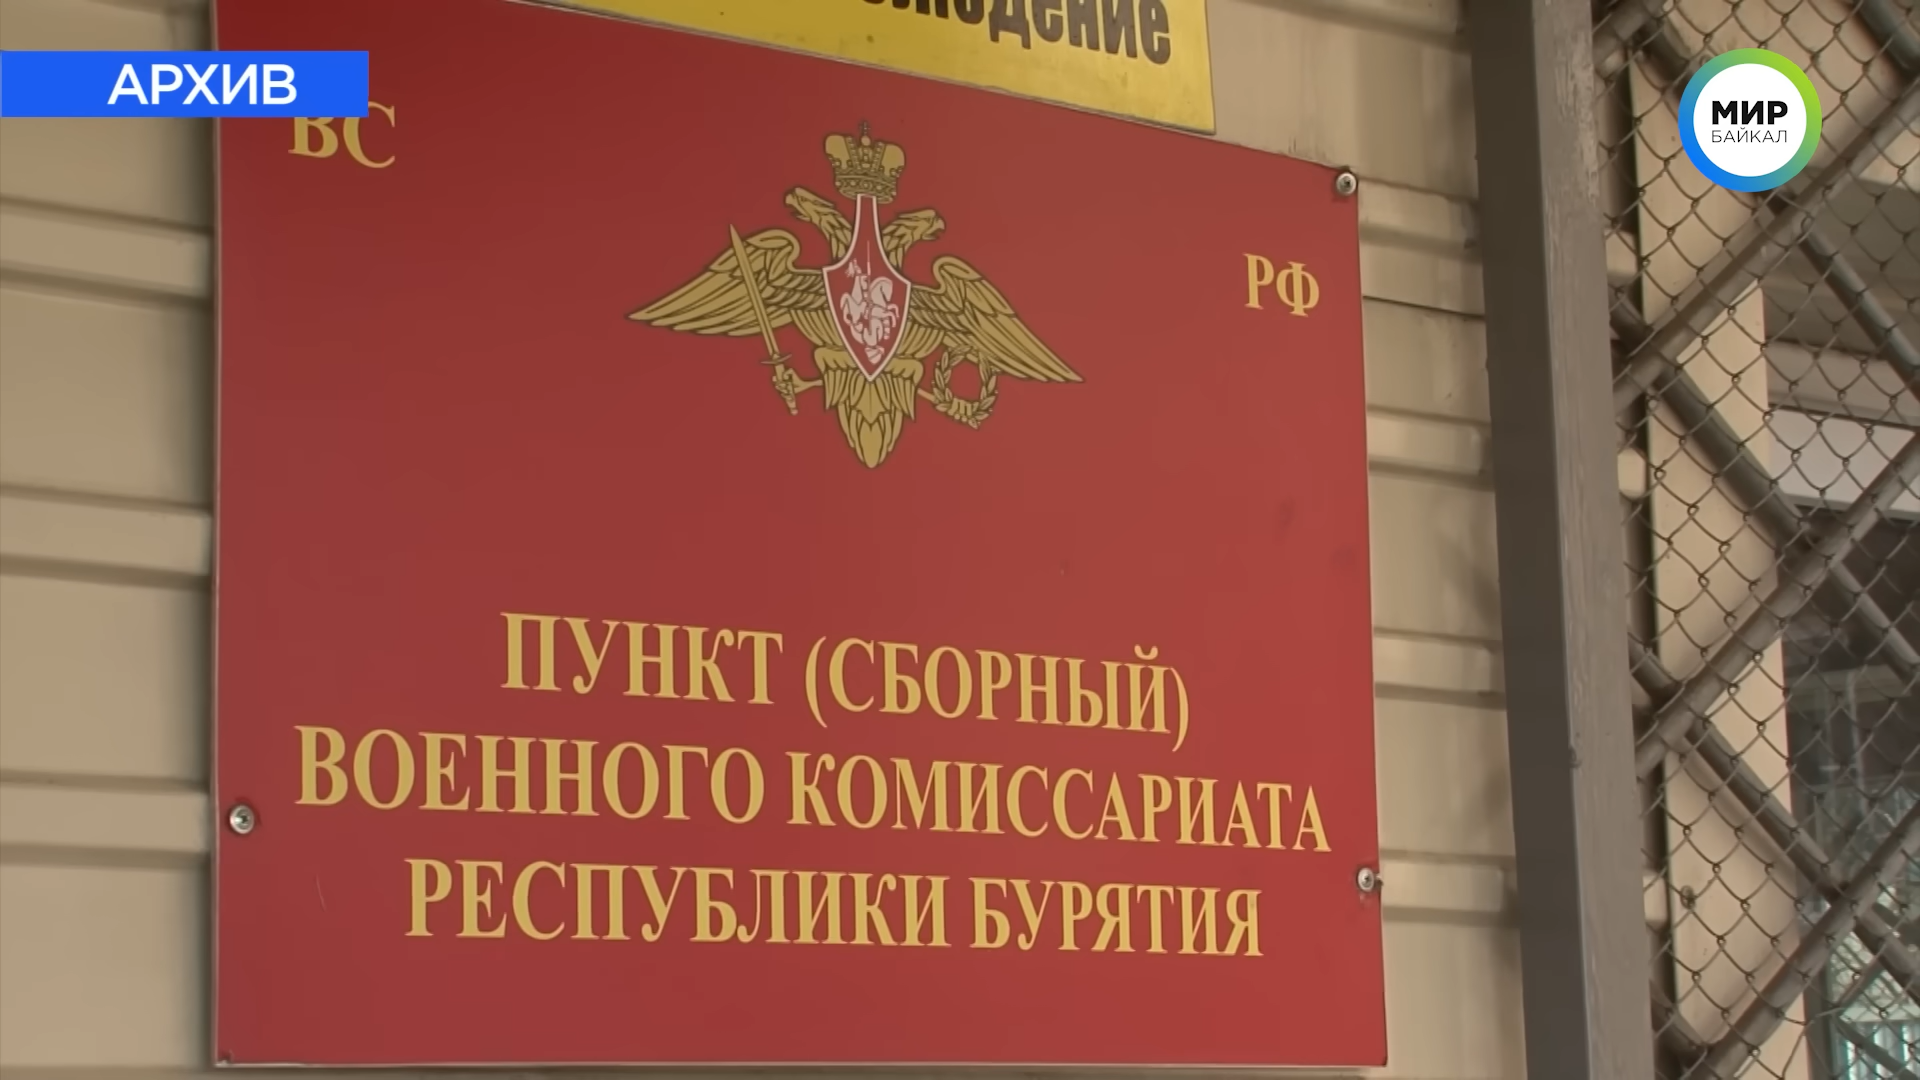 АРХИВ
МИР
БАЙКАЛ
ВС
РФ
ПУНКТ (СБОРНЫЙ)
ВОЕННОГО КОМИССАРИАТА
РЕСПУБЛИКИ БУРЯТИЯ